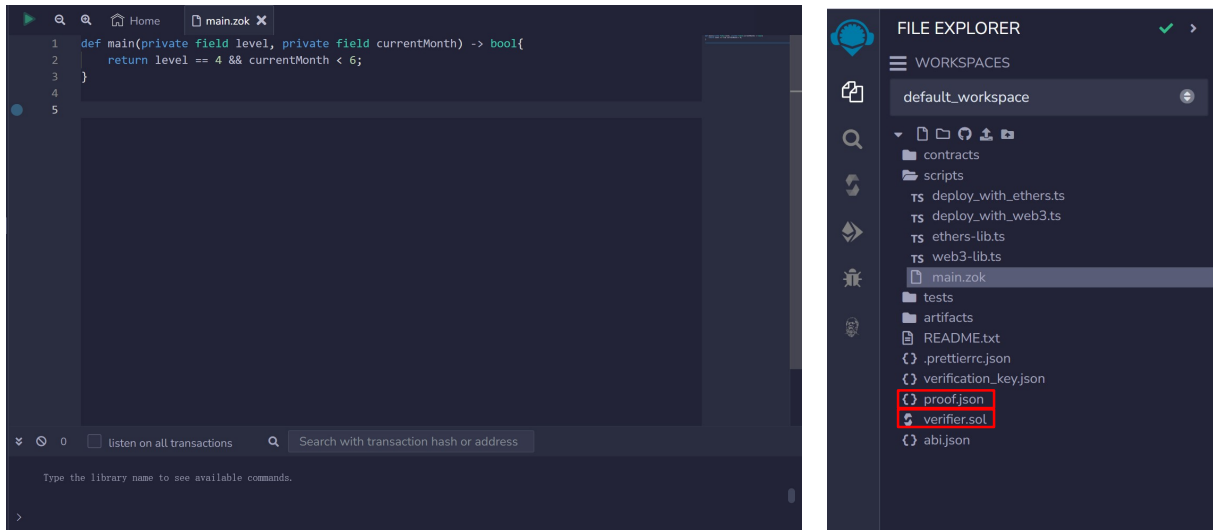 Home
main.zok
1 def main(private field level, private field currentMonth) -> bool{
2 return level == 4 && currentMonth < 6;
3 }
4
5
0 listen on all transactions Search with transaction hash or address
Type the library name to see available commands.
>
FILE EXPLORER
WORKSPACES
default_workspace
contracts
scripts
TS deploy_with_ethers.ts
TS deploy_with_web3.ts
TS ethers-lib.ts
TS web3-lib.ts
main.zok
tests
artifacts
README.txt
{} .prettierrc.json
{} verification_key.json
{} proof.json
verifier.sol
{} abi.json